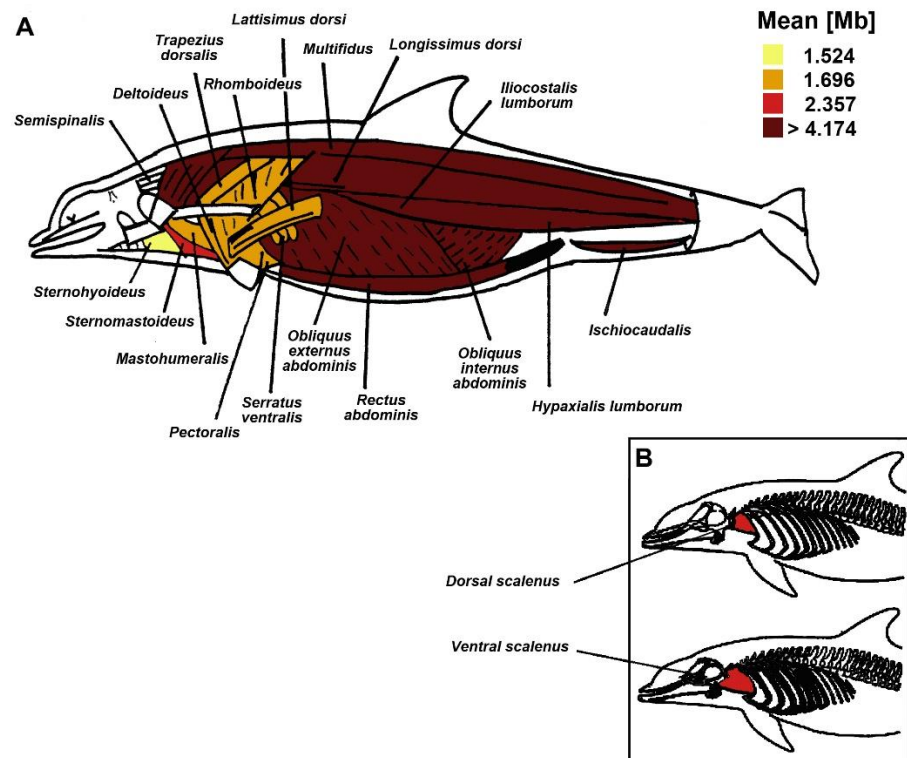 A
Lattisimus dorsi
Trapezius
dorsalis
Multifidus
Longissimus dorsi
Deltoideus
Rhomboideus
Iliocostalis
lumborum
Semispinalis
Mean [Mb]
1.524
1.696
2.357
> 4.174
Sternohyoideus
Sternomastoideus
Mastohumeralis
Pectoralis
Serratus
ventralis
Obliquus
externus
abdominis
Rectus
abdominis
Obliquus
internus
abdominis
Ischiocaudalis
Hypaxialis lumborum
B
Dorsal scalenus
Ventral scalenus